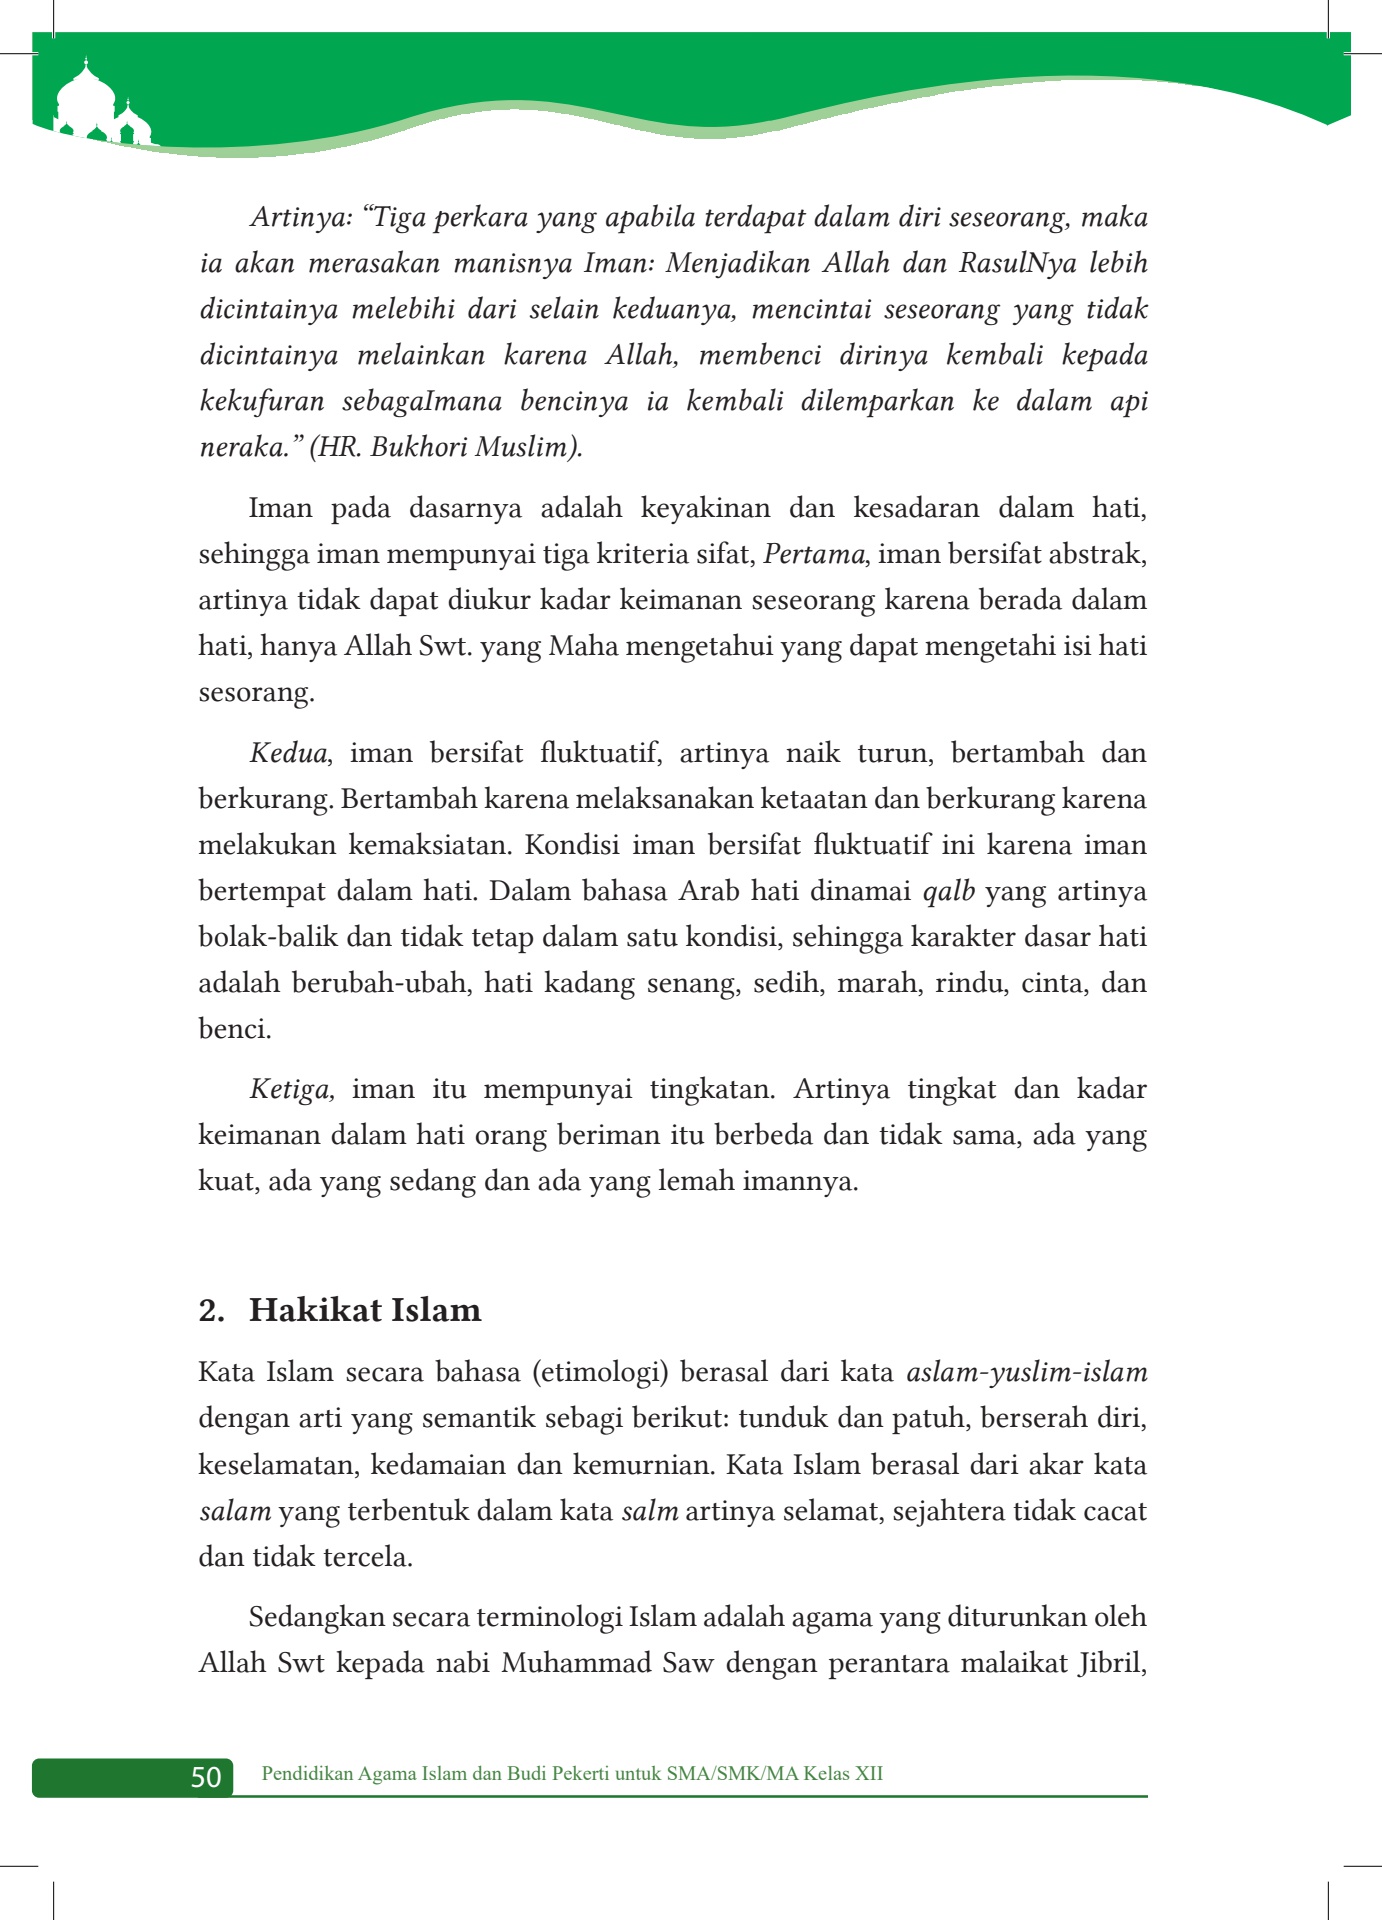 Artinya: “Tiga perkara yang apabila terdapat dalam diri seseorang, maka
ia akan merasakan manisnya Iman: Menjadikan Allah dan RasulNya lebih
dicintainya melebihi dari selain keduanya, mencintai seseorang yang tidak
dicintainya melainkan karena Allah, membenci dirinya kembali kepada
kekufuran sebagaImana bencinya ia kembali dilemparkan ke dalam api
neraka.” (HR. Bukhori Muslim).
Iman pada dasarnya adalah keyakinan dan kesadaran dalam hati,
sehingga iman mempunyai tiga kriteria sifat, Pertama, iman bersifat abstrak,
artinya tidak dapat diukur kadar keimanan seseorang karena berada dalam
hati, hanya Allah Swt. yang Maha mengetahui yang dapat mengetahi isi hati
sesorang.
Kedua, iman bersifat fluktuatif, artinya naik turun, bertambah dan
berkurang. Bertambah karena melaksanakan ketaatan dan berkurang karena
melakukan kemaksiatan. Kondisi iman bersifat fluktuatif ini karena iman
bertempat dalam hati. Dalam bahasa Arab hati dinamai qalb yang artinya
bolak-balik dan tidak tetap dalam satu kondisi, sehingga karakter dasar hati
adalah berubah-ubah, hati kadang senang, sedih, marah, rindu, cinta, dan
benci.
Ketiga, iman itu mempunyai tingkatan. Artinya tingkat dan kadar
keimanan dalam hati orang beriman itu berbeda dan tidak sama, ada yang
kuat, ada yang sedang dan ada yang lemah imannya.
2. Hakikat Islam
Kata Islam secara bahasa (etimologi) berasal dari kata aslam-yuslim-islam
dengan arti yang semantik sebagi berikut: tunduk dan patuh, berserah diri,
keselamatan, kedamaian dan kemurnian. Kata Islam berasal dari akar kata
salam yang terbentuk dalam kata salm artinya selamat, sejahtera tidak cacat
dan tidak tercela.
Sedangkan secara terminologi Islam adalah agama yang diturunkan oleh
Allah Swt kepada nabi Muhammad Saw dengan perantara malaikat Jibril,
50 Pendidikan Agama Islam dan Budi Pekerti untuk SMA/SMK/MA Kelas XII